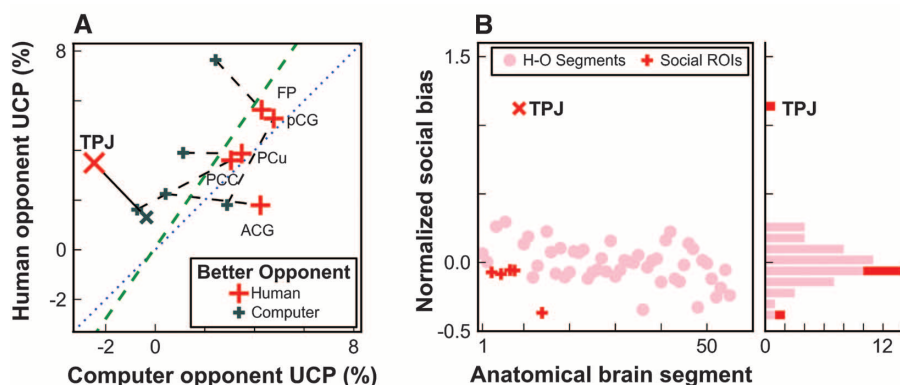 A
Human opponent UCP (%)
8
4
0
-2
TPJ
FP
pCG
PCu
PCC
ACG
Better Opponent
Human
Computer
-2
0
8
Computer opponent UCP (%)
B
Normalized social bias
1.5
0.0
-0.5
H-O Segments
Social ROIs
TPJ
1
50
Anatomical brain segment
TPJ
0
12